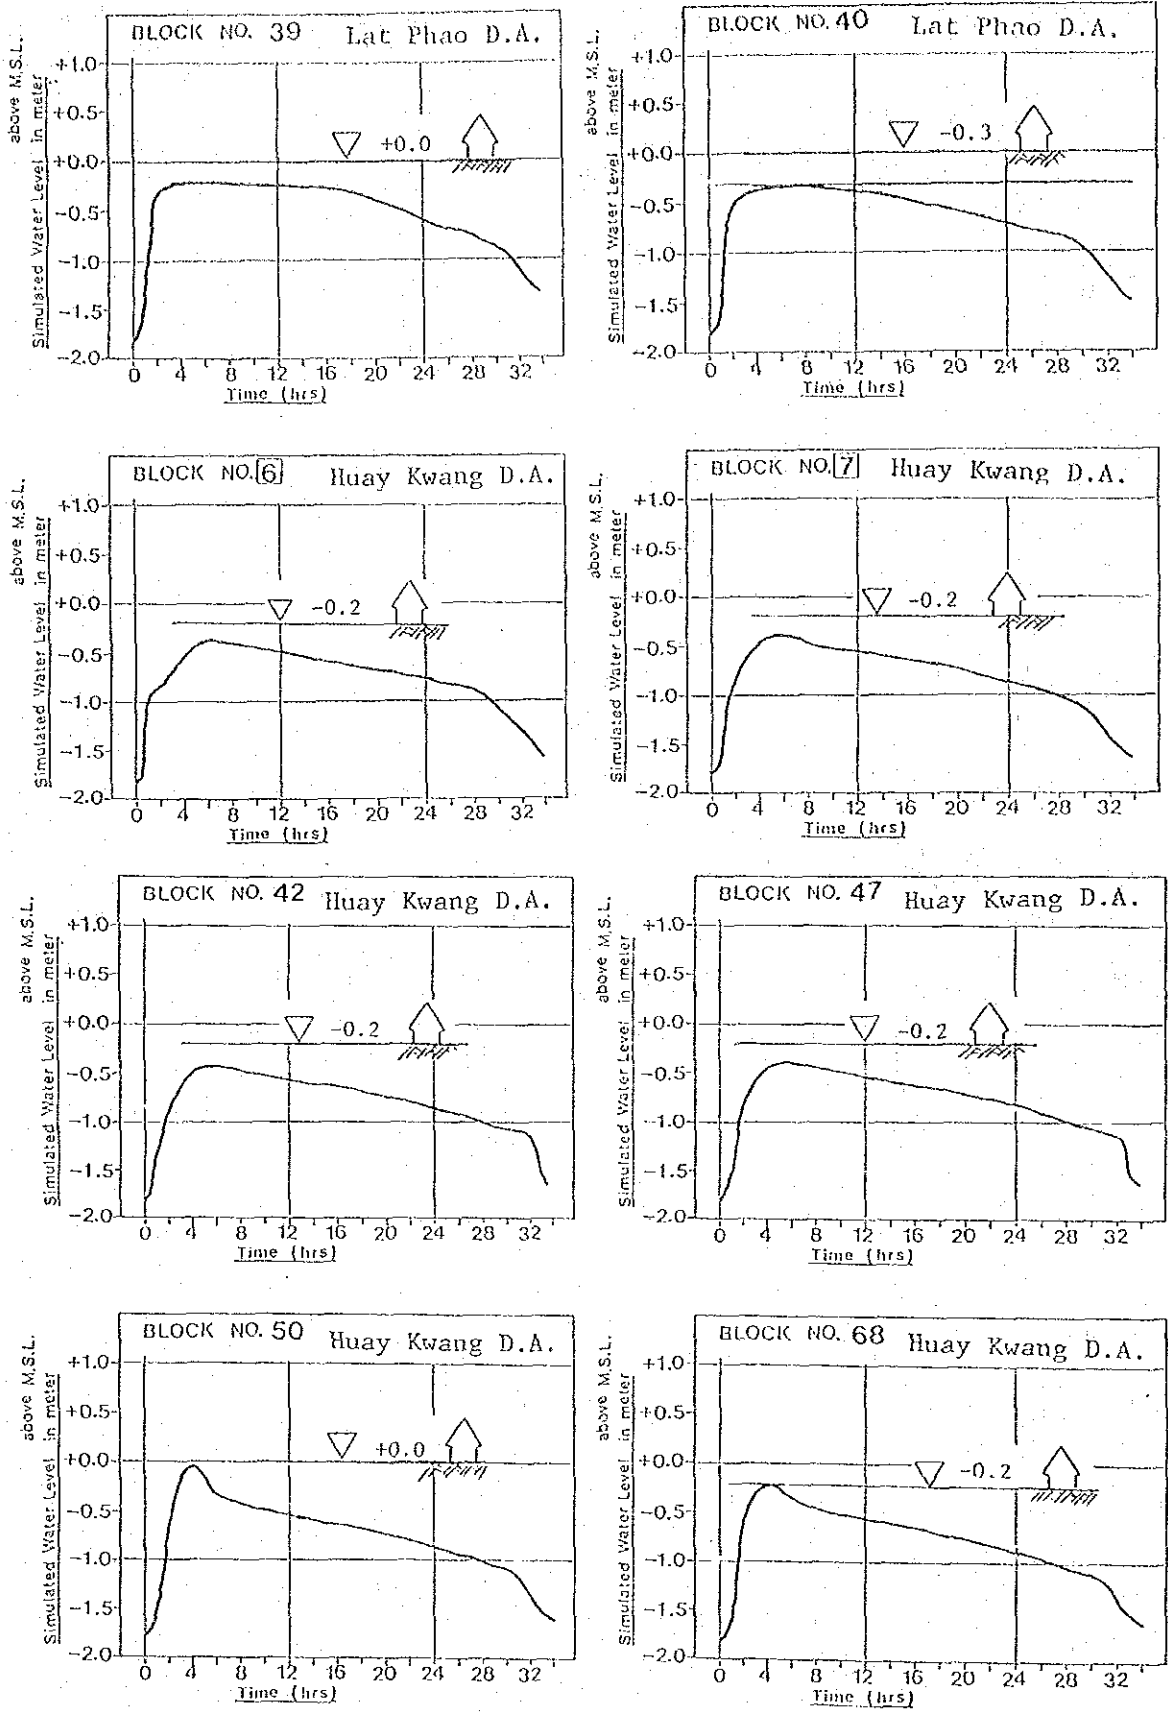 BLOCK NO. 39 Lat Phao D.A.
above M.S.L.
Simulated Water Level in meter
+1.0
+0.5
+0.0
-0.5
-1.0
-1.5
-2.0
+0.0
0 4 8 12 16 20 24 28 32
Time (hrs)
BLOCK NO. 40 Lat Phao D.A.
above M.S.L.
Simulated Water Level in meter
+1.0
+0.5
+0.0
-0.5
-1.0
-1.5
-2.0
-0.3
0 4 8 12 16 20 24 28 32
Time (hrs)
BLOCK NO. 6 Huay Kwang D.A.
above M.S.L.
Simulated Water Level in meter
+1.0
+0.5
+0.0
-0.5
-1.0
-1.5
-2.0
-0.2
0 4 8 12 16 20 24 28 32
Time (hrs)
BLOCK NO. 7 Huay Kwang D.A.
above M.S.L.
Simulated Water Level in meter
+1.0
+0.5
+0.0
-0.5
-1.0
-1.5
-2.0
-0.2
0 4 8 12 16 20 24 28 32
Time (hrs)
BLOCK NO. 42 Huay Kwang D.A.
above M.S.L.
Simulated Water Level in meter
+1.0
+0.5
+0.0
-0.5
-1.0
-1.5
-2.0
-0.2
0 4 8 12 16 20 24 28 32
Time (hrs)
BLOCK NO. 47 Huay Kwang D.A.
above M.S.L.
Simulated Water Level in meter
+1.0
+0.5
+0.0
-0.5
-1.0
-1.5
-2.0
-0.2
0 4 8 12 16 20 24 28 32
Time (hrs)
BLOCK NO. 50 Huay Kwang D.A.
above M.S.L.
Simulated Water Level in meter
+1.0
+0.5
+0.0
-0.5
-1.0
-1.5
-2.0
+0.0
0 4 8 12 16 20 24 28 32
Time (hrs)
BLOCK NO. 68 Huay Kwang D.A.
above M.S.L.
Simulated Water Level in meter
+1.0
+0.5
+0.0
-0.5
-1.0
-1.5
-2.0
-0.2
0 4 8 12 16 20 24 28 32
Time (hrs)